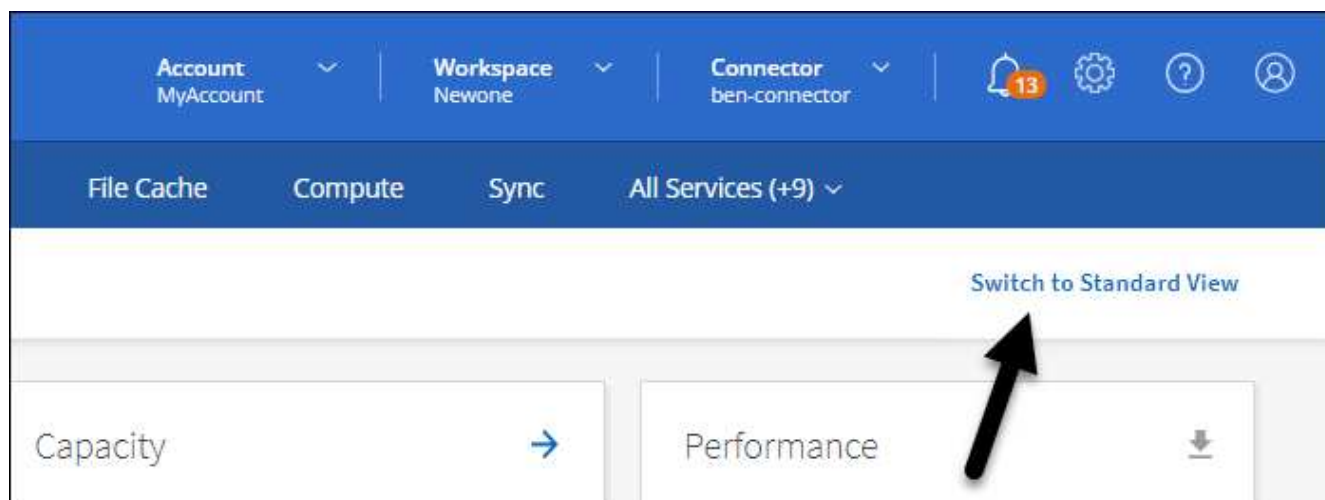 Account Workspace Connector
MyAccount Newone ben-connector
13
?
File Cache Compute Sync All Services (+9)
Switch to Standard View
Capacity Performance